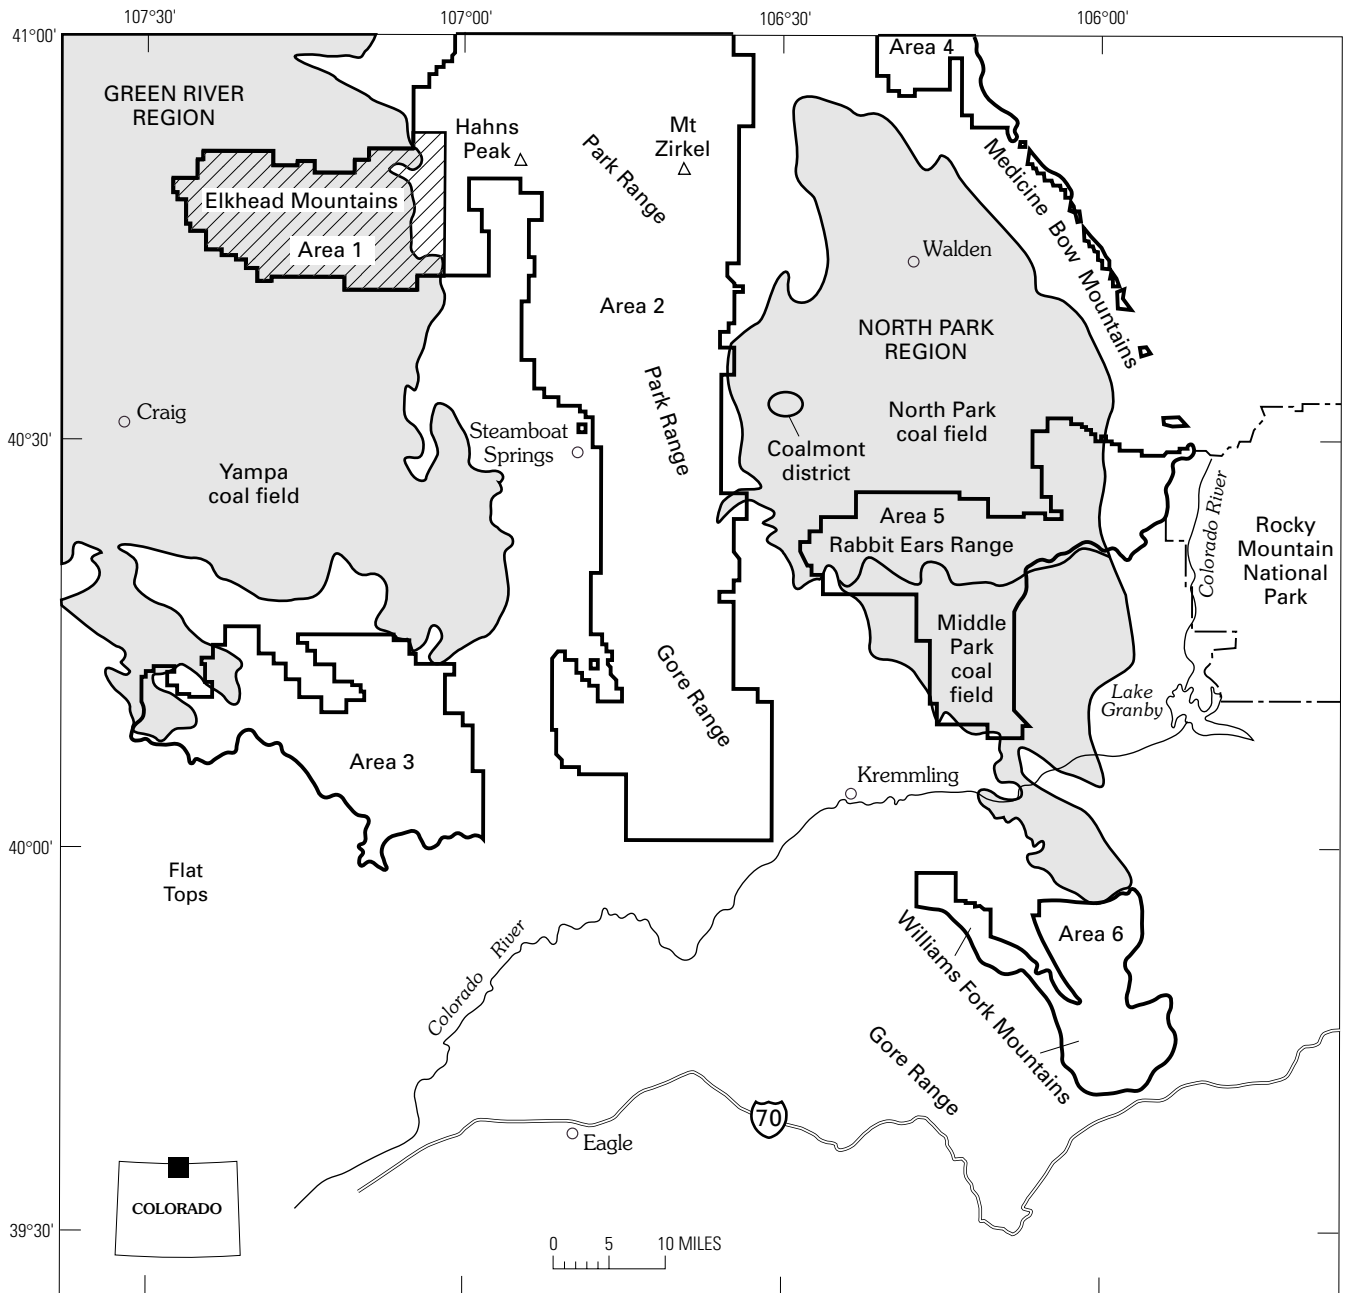 107°30'
107°00'
106°30'
106°00'
41°00'
Area 4
GREEN RIVER
REGION
Hahns
Peak
Mt
Zirkel
Park Range
Medicine Bow Mountains
Elkhead Mountains
Area 1
Walden
Area 2
NORTH PARK
REGION
Park Range
Craig
North Park
coal field
40°30'
Steamboat
Springs
Coalmont
district
Yampa
coal field
Area 5
Rabbit Ears Range
Colorado River
Rocky
Mountain
National
Park
Middle
Park
coal
field
Gore Range
Lake
Granby
Area 3
Kremmling
40°00'
Flat
Tops
Area 6
Williams Fork Mountains
Colorado River
Gore Range
70
Eagle
COLORADO
39°30'
0 5 10 MILES